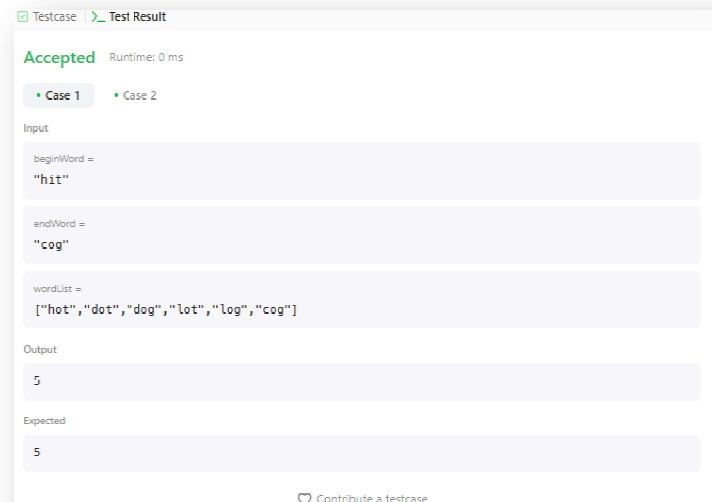 Testcase Test Result
Accepted Runtime: 0 ms
Case 1 Case 2
Input
beginWord =
"hit"
endWord =
"cog"
wordList =
["hot","dot","dog","lot","log","cog"]
Output
5
Expected
5
Contribute a testcase